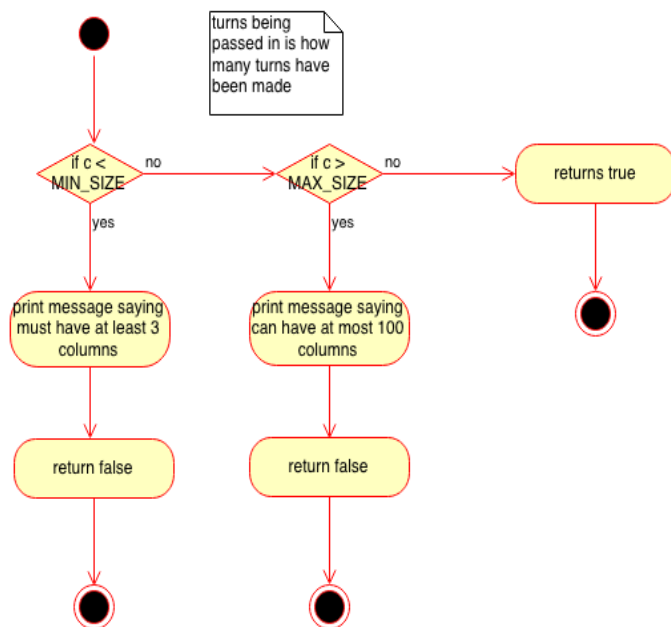 turns being
passed in is how
many turns have
been made
if c <
MIN_SIZE
no
if c >
MAX_SIZE
no
returns true
yes
yes
print message saying
must have at least 3
columns
print message saying
can have at most 100
columns
return false
return false